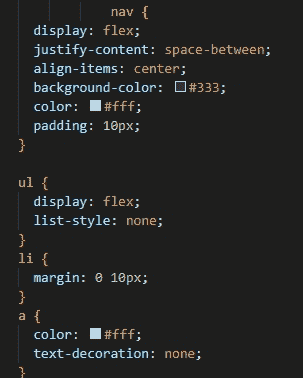 nav {
display: flex;
justify-content: space-between;
align-items: center;
background-color: #333;
color: #fff;
padding: 10px;
}
ul {
display: flex;
list-style: none;
}
li {
margin: 0 10px;
}
a {
color: #fff;
text-decoration: none;
}